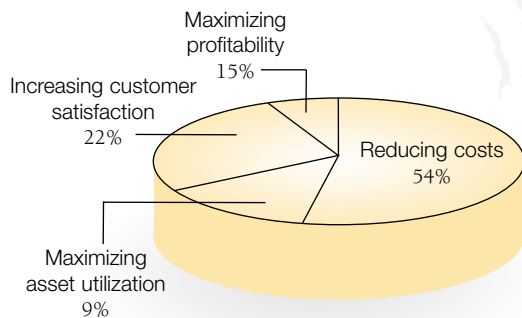 Maximizing
profitability
15%
Increasing customer
satisfaction
22%
Reducing costs
54%
Maximizing
asset utilization
9%